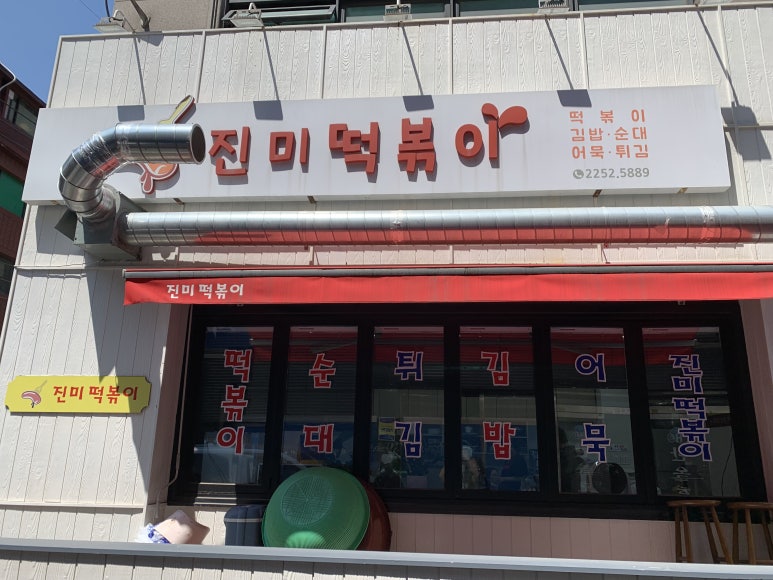 진미떡볶이
떡볶이
김밥·순대
어묵·튀김
2252.5889
진미떡볶이
진미떡볶이
떡볶이
순대
튀김
김밥
어묵
진미떡볶이